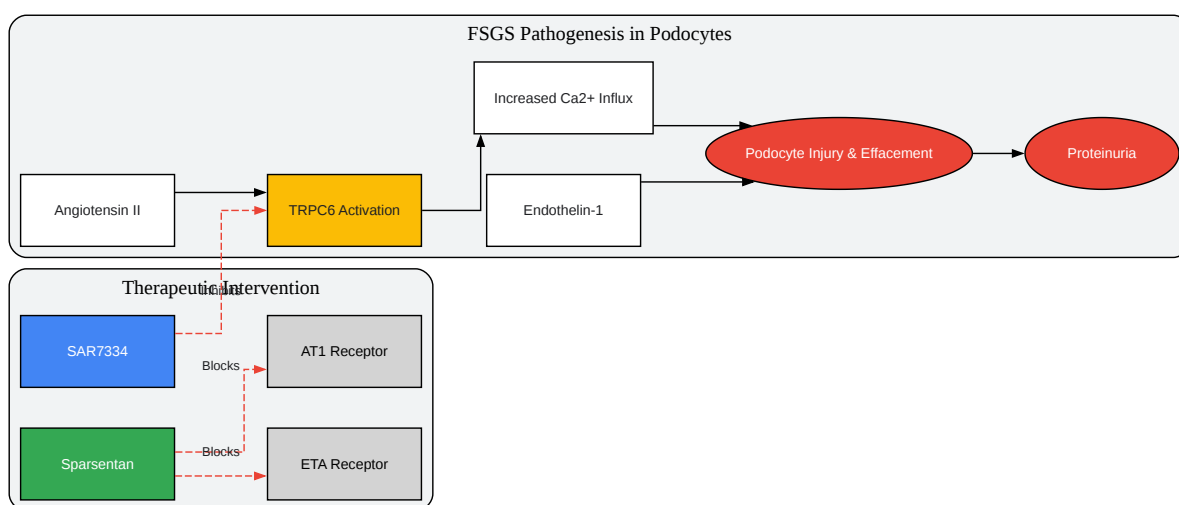 FSGS Pathogenesis in Podocytes
Increased Ca2+ Influx
Podocyte Injury & Effacement
Proteinuria
Angiotensin II
TRPC6 Activation
Endothelin-1
Therapeutic Intervention
Inhibits
SAR7334
AT1 Receptor
Blocks
Sparsentan
Blocks
ETA Receptor